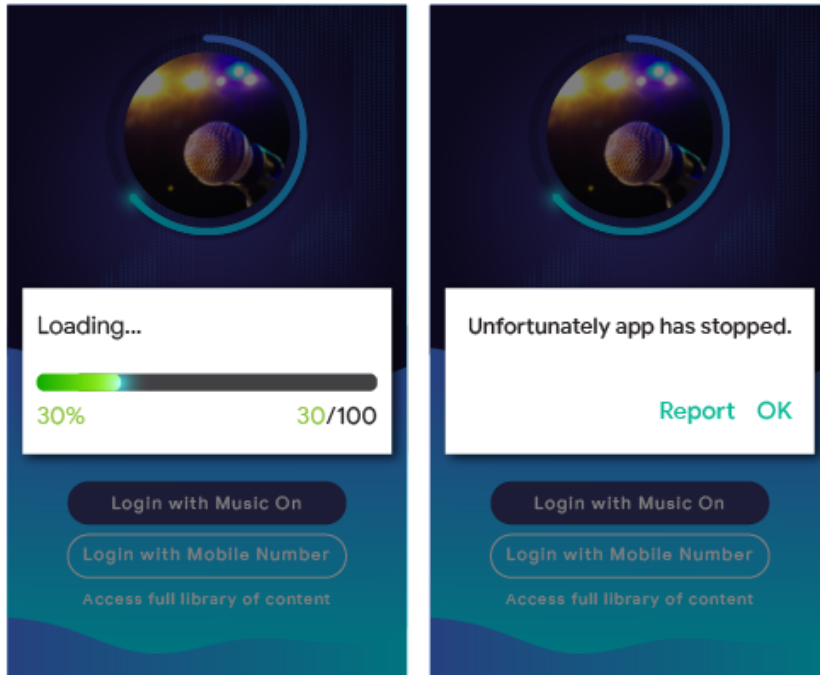 Loading...
30%
30/100
Login with Music On
Login with Mobile Number
Access full library of content
Unfortunately app has stopped.
Report OK
Login with Music On
Login with Mobile Number
Access full library of content